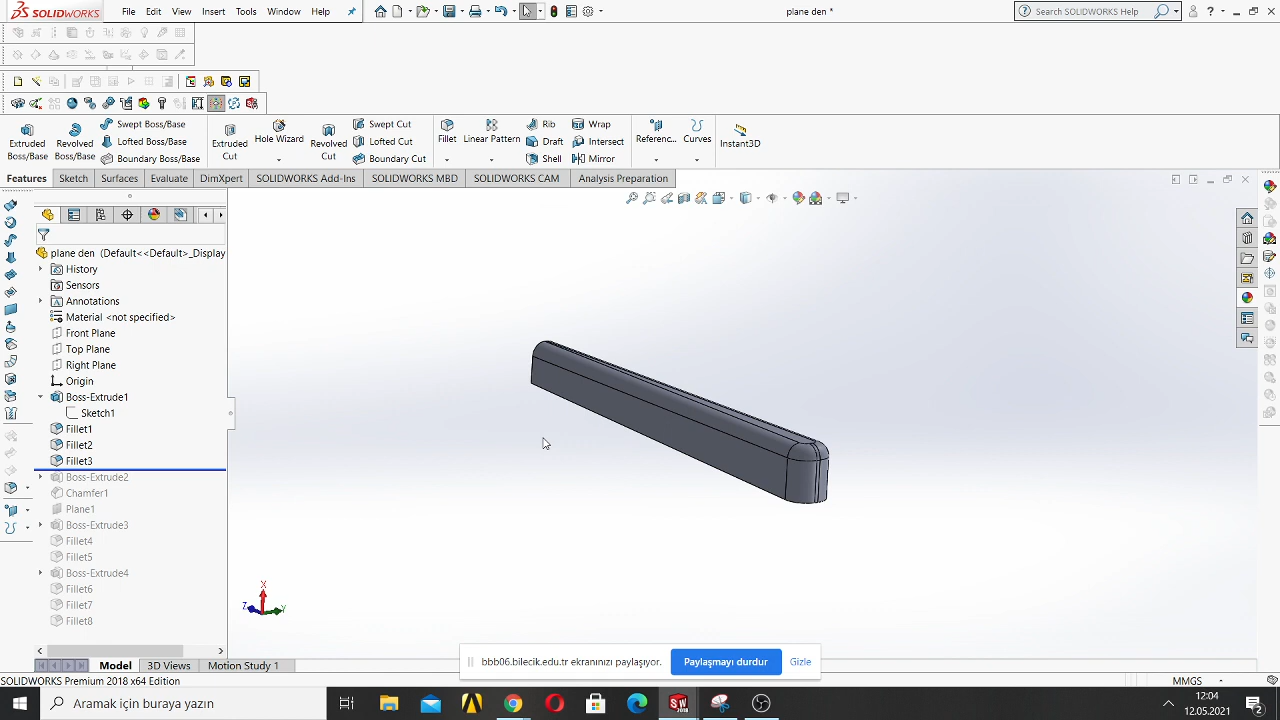 SOLIDWORKS File Edit View Insert Tools Window Help plane den * Search SOLIDWORKS Help
Extruded Boss/Base
Revolved Boss/Base
Swept Boss/Base
Lofted Boss/Base
Boundary Boss/Base
Extruded Cut
Hole Wizard
Revolved Cut
Swept Cut
Lofted Cut
Boundary Cut
Fillet
Linear Pattern
Rib
Draft
Shell
Wrap
Intersect
Mirror
Referenc...
Curves
Instant3D
Features Sketch Surfaces Evaluate DimXpert SOLIDWORKS Add-Ins SOLIDWORKS MBD SOLIDWORKS CAM Analysis Preparation
plane den (Default<<Default>_Display
History
Sensors
Annotations
Material <not specified>
Front Plane
Top Plane
Right Plane
Origin
Boss-Extrude1
Sketch1
Fillet1
Fillet2
Fillet3
Boss-Extrude2
Chamfer1
Plane1
Boss-Extrude3
Fillet4
Fillet5
Boss-Extrude4
Fillet6
Fillet7
Fillet8
X
Z Y
bbb06.bilecik.edu.tr ekranınızı paylaşıyor. Paylaşmayı durdur Gizle
Model 3D Views Motion Study 1
SOLIDWORKS Premium 2018 x64 Edition MMGS
Aramak için buraya yazın
12:04
12.05.2021
2